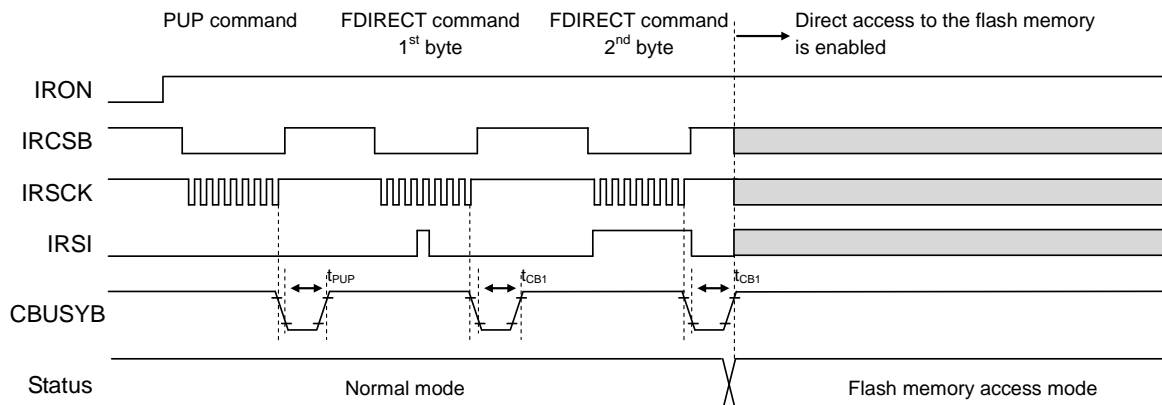 PUP command FDIRECT command FDIRECT command Direct access to the flash memory
1st byte 2nd byte is enabled
IRON
IRCSB
IRSCK
IRSI
tPUP tCB1 tCB1
CBUSYB
Status Normal mode Flash memory access mode